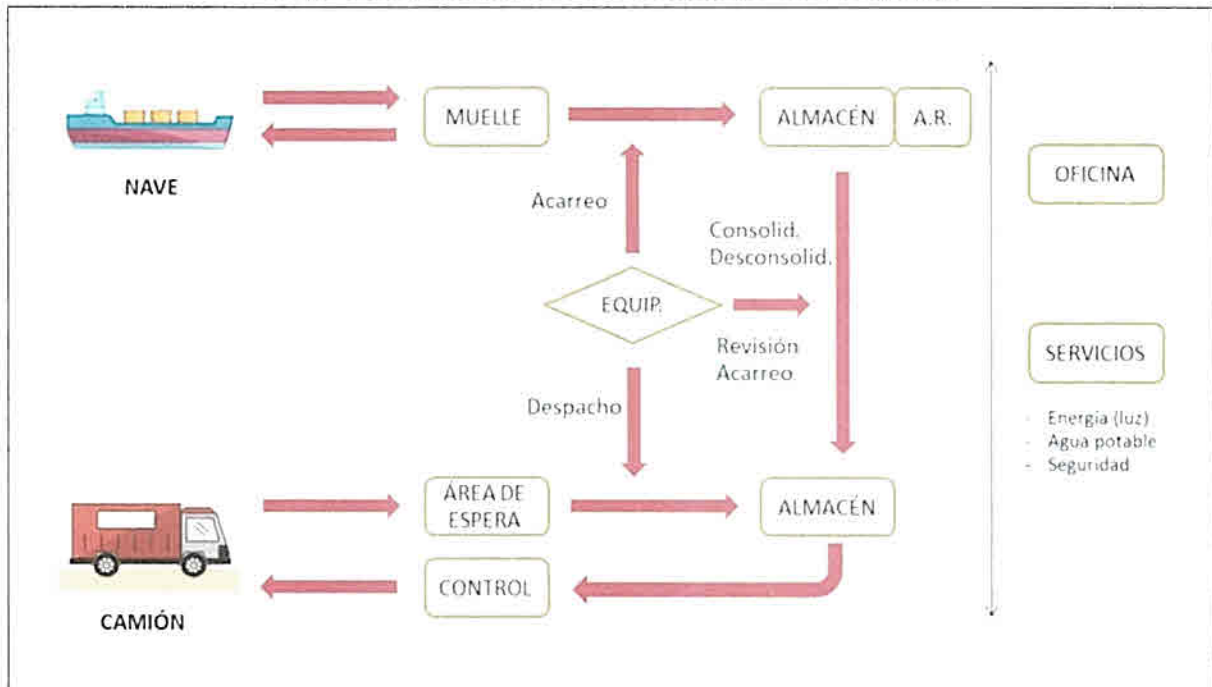 MUELLE
ALMACÉN
A.R.
NAVE
OFICINA
Acarreo
Consolid.
Desconsolid.
EQUIP.
Revisión
Acarreo
SERVICIOS
Despacho
- Energía (luz)
- Agua potable
- Seguridad
ÁREA DE
ESPERA
ALMACÉN
CONTROL
CAMIÓN